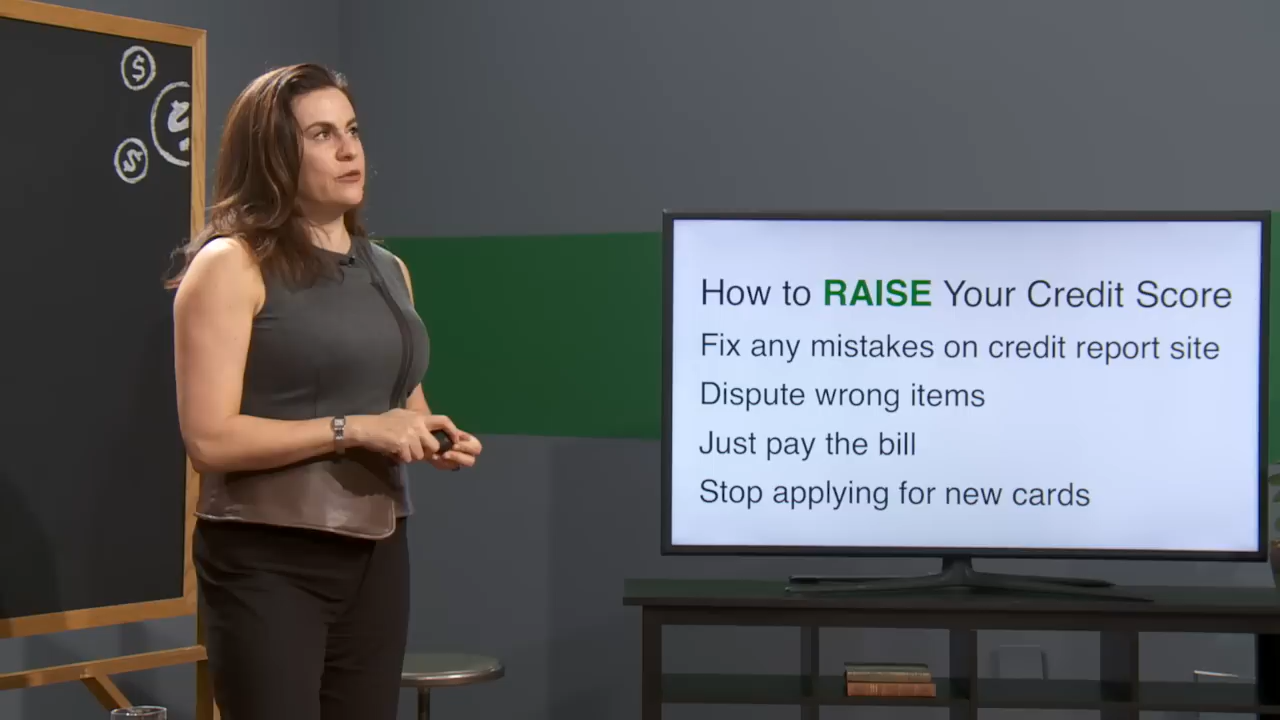 $
$
$
How to RAISE Your Credit Score
Fix any mistakes on credit report site
Dispute wrong items
Just pay the bill
Stop applying for new cards